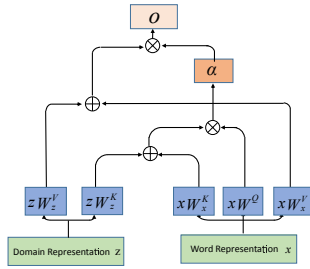 O
α
zW_z^V zW_z^K xW_x^K xW^Q xW_x^V
Domain Representation z Word Representation x